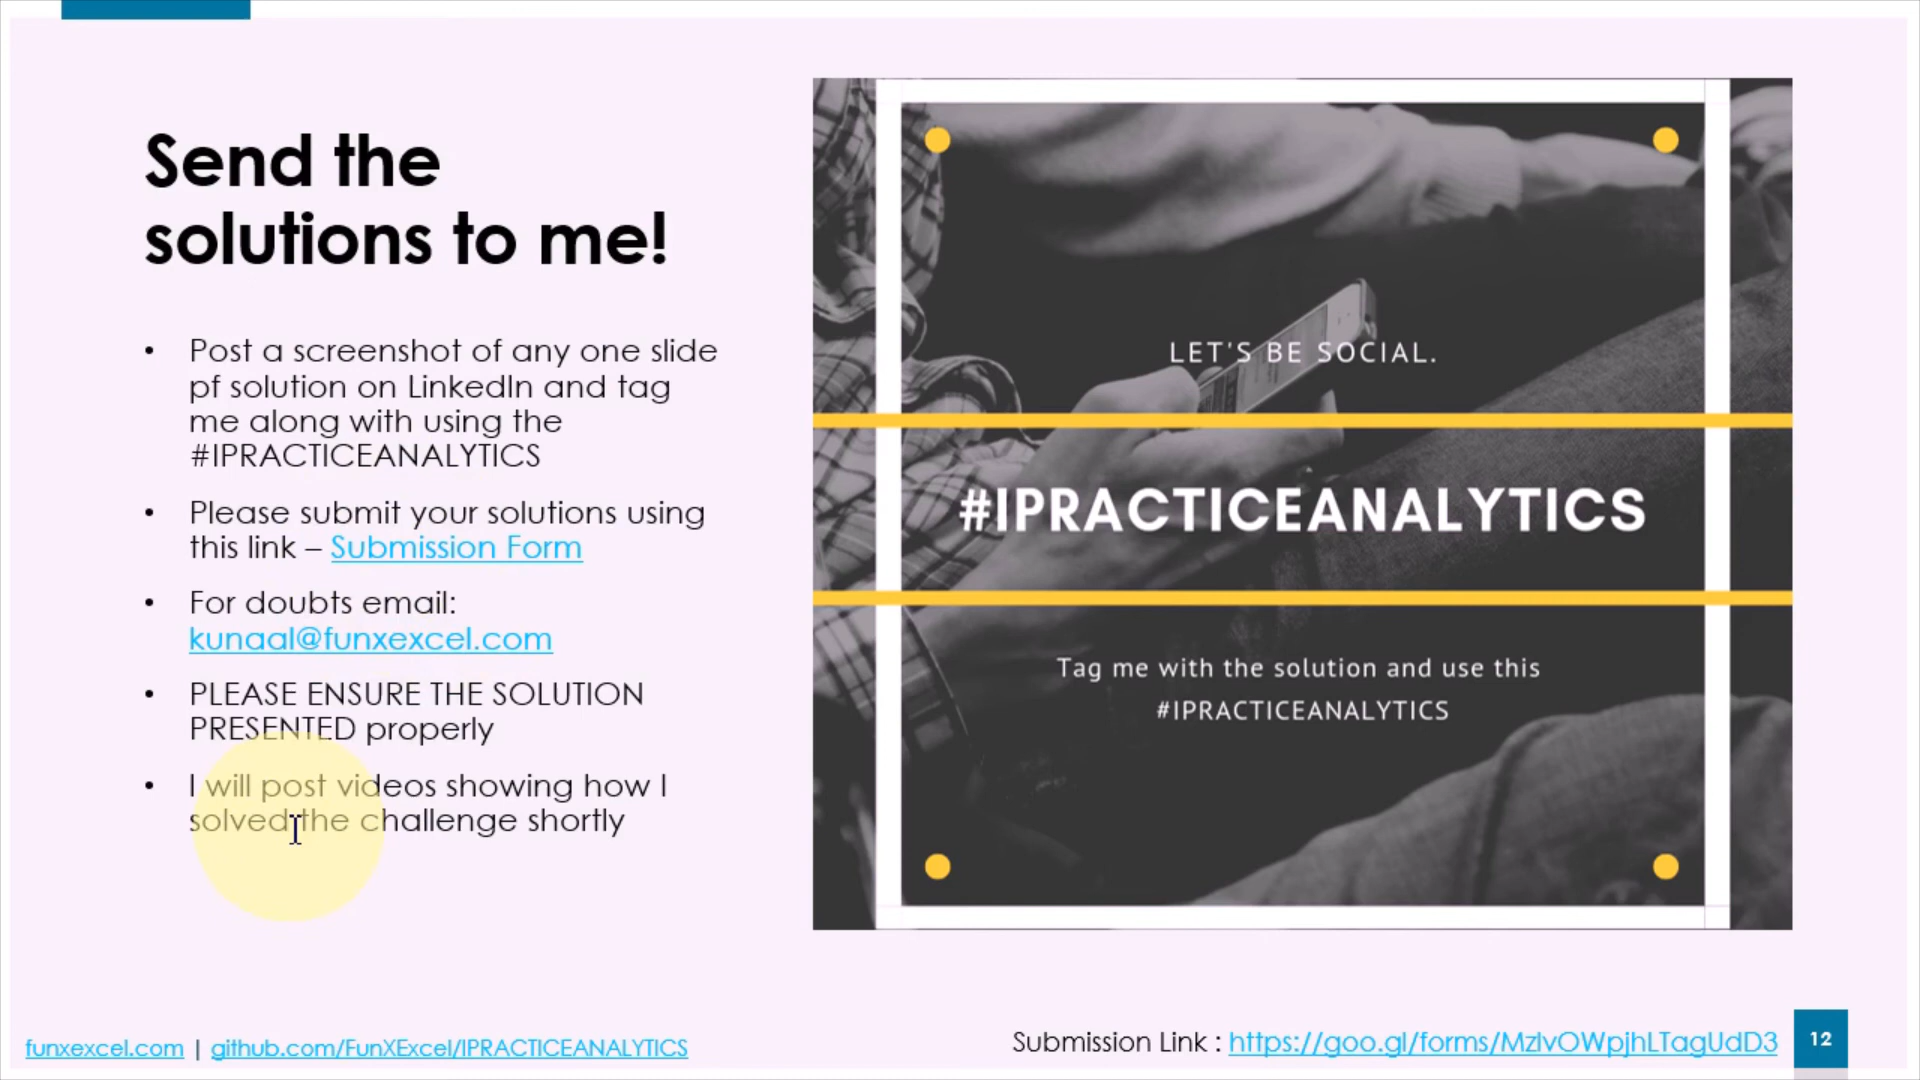 Send the
solutions to me!
• Post a screenshot of any one slide
pf solution on LinkedIn and tag
me along with using the
#IPRACTICEANALYTICS
• Please submit your solutions using
this link – Submission Form
• For doubts email:
kunaal@funxexcel.com
• PLEASE ENSURE THE SOLUTION
PRESENTED properly
• I will post videos showing how I
solved the challenge shortly
LET'S BE SOCIAL.
#IPRACTICEANALYTICS
Tag me with the solution and use this
#IPRACTICEANALYTICS
funxexcel.com | github.com/FunXExcel/IPRACTICEANALYTICS
Submission Link : https://goo.gl/forms/MzlvOWpjhLTagUdD3
12